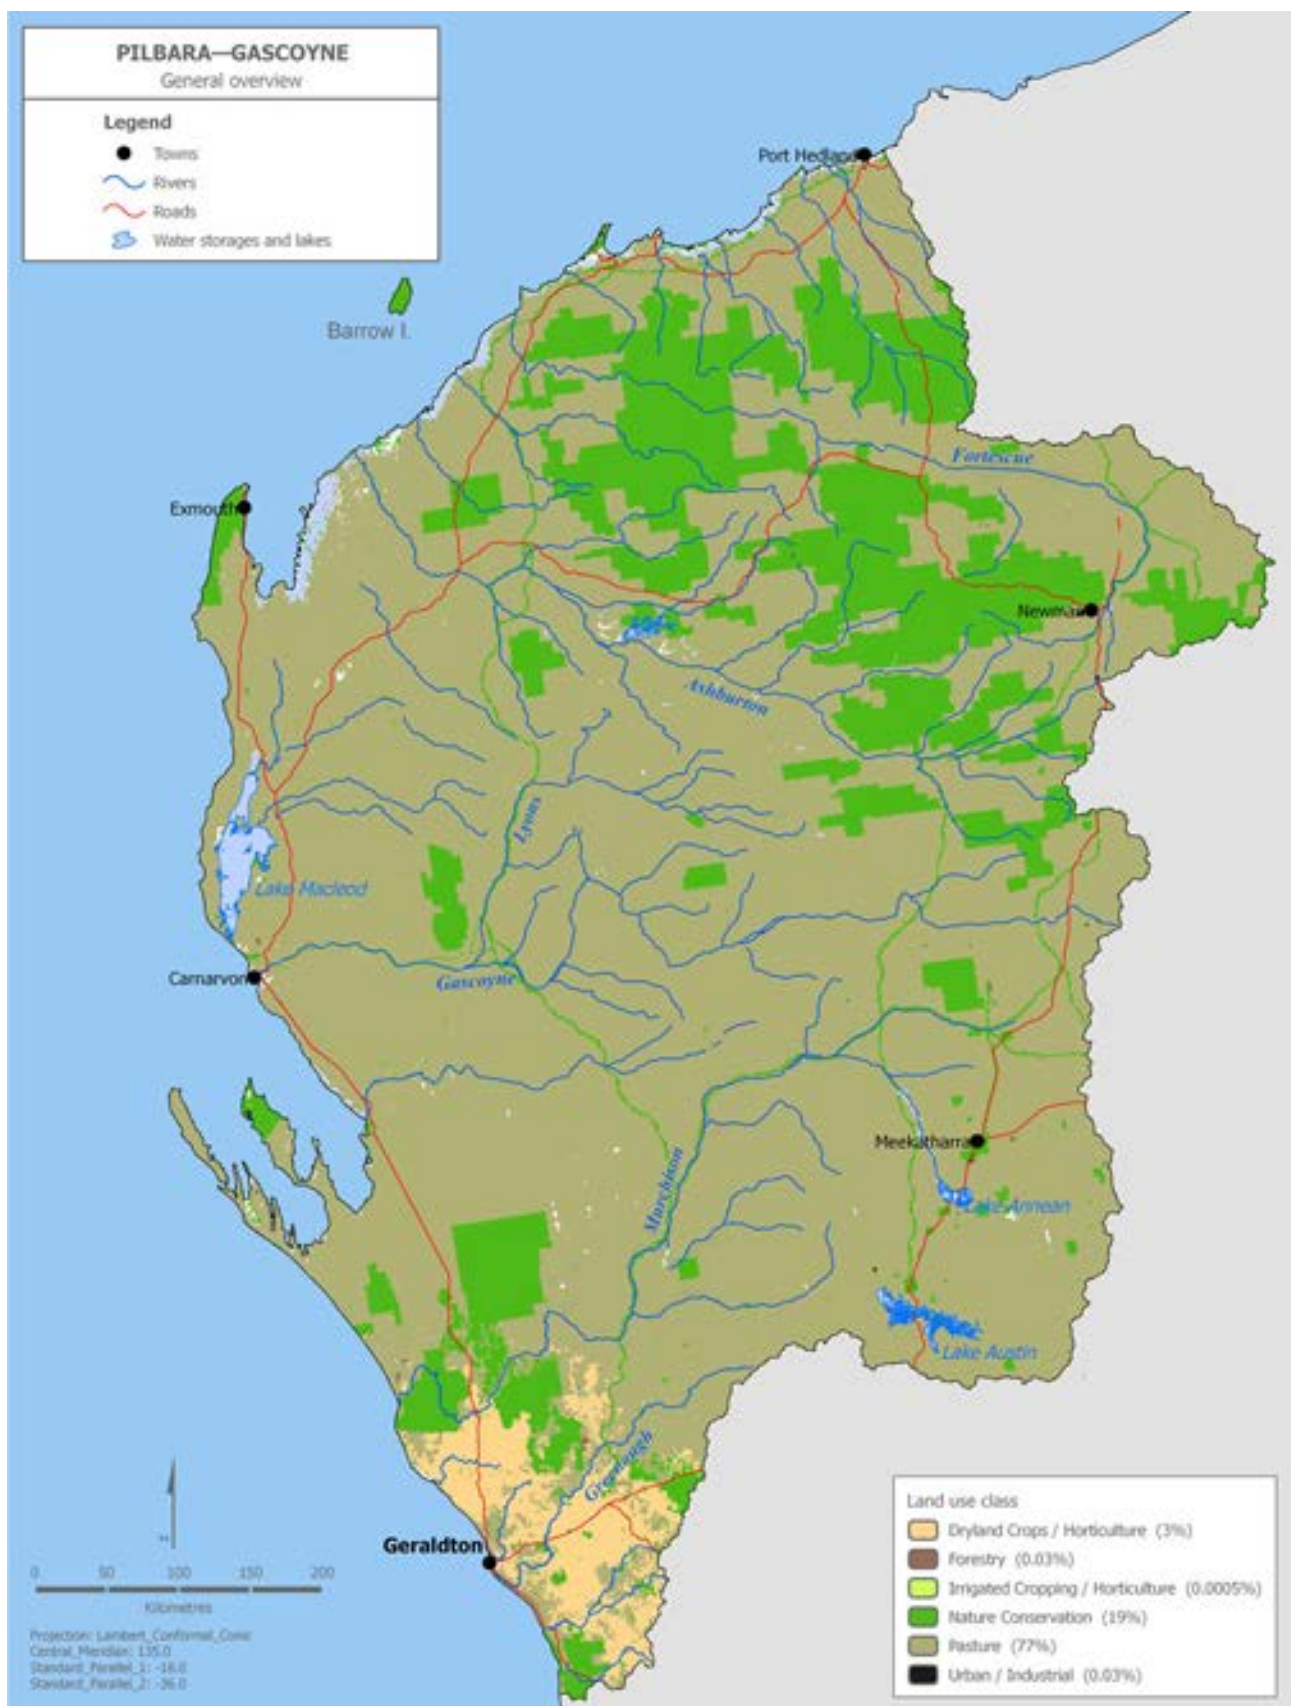 PILBARA—GASCOYNE
General overview
Legend
Towns
Rivers
Roads
Water storages and lakes
Port Hedland
Barrow I.
Fortescue
Exmouth
Newman
Ashburton
Lyons
Lake Macleod
Carnarvon
Gascoyne
Meekatharra
Murchison
Lake Annean
Lake Austin
Greenough
Geraldton
0 50 100 150 200
Kilometres
Projection: Lambert_Conformal_Conic
Central_Meridian: 135.0
Standard_Parallel_1: -18.0
Standard_Parallel_2: -36.0
Land use class
Dryland Crops / Horticulture (3%)
Forestry (0.03%)
Irrigated Cropping / Horticulture (0.0005%)
Nature Conservation (19%)
Pasture (77%)
Urban / Industrial (0.03%)